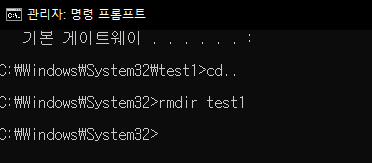 관리자: 명령 프롬프트
기본 게이트웨이 . . . . . . :
C:₩Windows₩System32₩test1>cd..
C:₩Windows₩System32>rmdir test1
C:₩Windows₩System32>